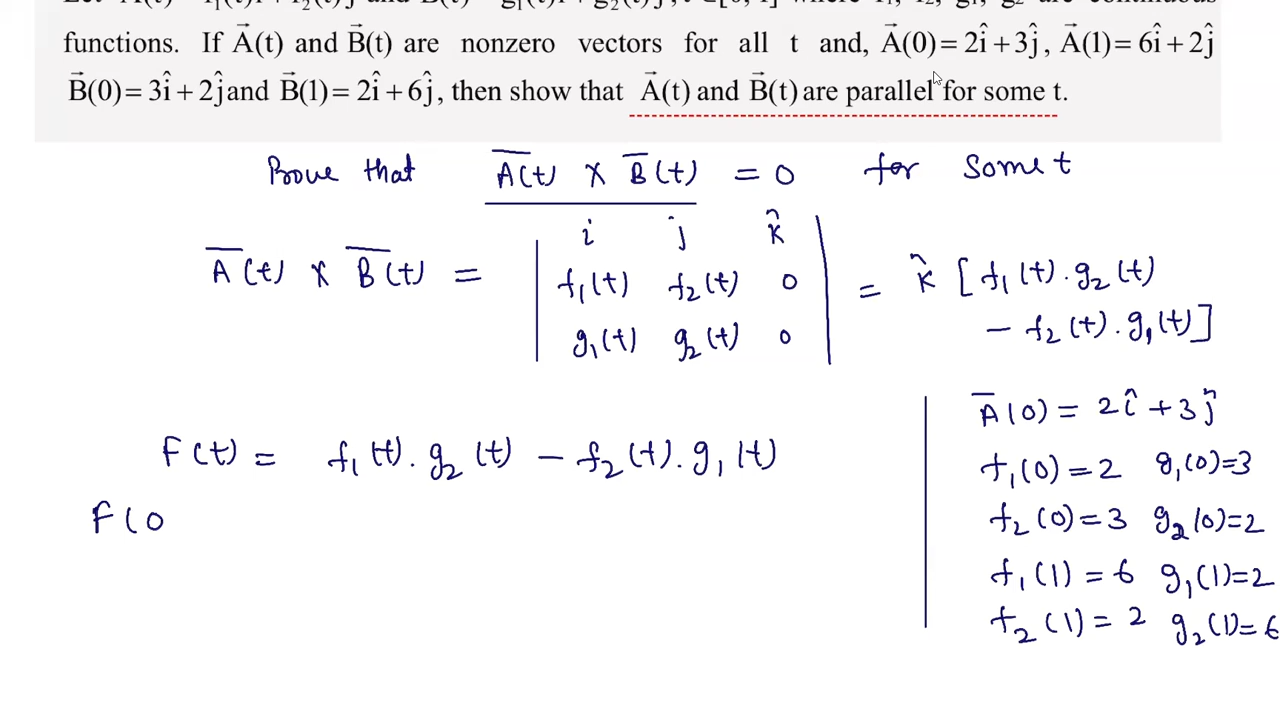 functions. If A⃗(t) and B⃗(t) are nonzero vectors for all t and, A⃗(0)= 2î + 3ĵ, A⃗(1)= 6î + 2ĵ
B⃗(0)= 3î + 2ĵand B⃗(1)= 2î + 6ĵ, then show that A⃗(t) and B⃗(t) are parallel for some t.
Prove that A̅(t) × B̅(t) = 0 for some t
i j k̂
A̅(t) × B̅(t) = | f₁(t) f₂(t) 0 | = k̂ [f₁(t).g₂(t)
g₁(t) g₂(t) 0 − f₂(t).g₁(t)]
A̅(0) = 2î + 3ĵ
F(t) = f₁(t).g₂(t) − f₂(t).g₁(t)
f₁(0) = 2 g₁(0)=3
F(0
f₂(0) = 3 g₂(0)=2
f₁(1) = 6 g₁(1)=2
f₂(1) = 2 g₂(1)=6